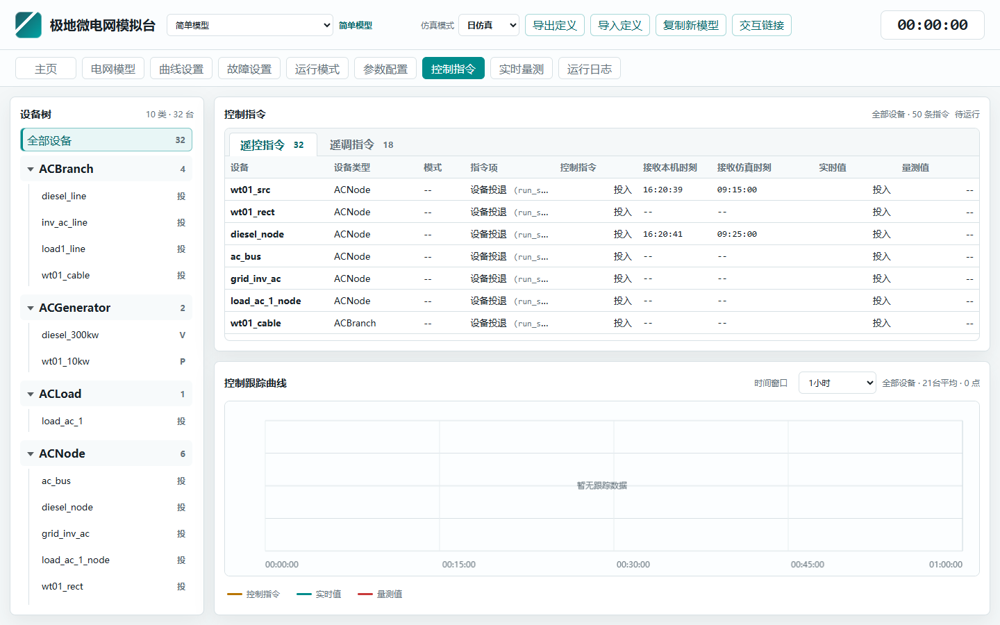 极地微电网模拟台 简单模型 简单模型 仿真模式 日仿真 导出定义 导入定义 复制新模型 交互链接 00:00:00
主页 电网模型 曲线设置 故障设置 运行模式 参数配置 控制指令 实时量测 运行日志
设备树 10 类 · 32 台
全部设备 32
ACBranch 4
diesel_line 投
inv_ac_line 投
load1_line 投
wt01_cable 投
ACGenerator 2
diesel_300kw V
wt01_10kw P
ACLoad 1
load_ac_1 投
ACNode 6
ac_bus 投
diesel_node 投
grid_inv_ac 投
load_ac_1_node 投
wt01_rect 投
控制指令 全部设备 · 50 条指令 待运行
遥控指令 32 遥调指令 18
设备 设备类型 模式 指令项 控制指令 接收本机时刻 接收仿真时刻 实时值 量测值
wt01_src ACNode -- 设备投退 (run_s... 投入 16:20:39 09:15:00 投入 --
wt01_rect ACNode -- 设备投退 (run_s... 投入 -- -- 投入 --
diesel_node ACNode -- 设备投退 (run_s... 投入 16:20:41 09:25:00 投入 --
ac_bus ACNode -- 设备投退 (run_s... 投入 -- -- 投入 --
grid_inv_ac ACNode -- 设备投退 (run_s... 投入 -- -- 投入 --
load_ac_1_node ACNode -- 设备投退 (run_s... 投入 -- -- 投入 --
wt01_cable ACBranch -- 设备投退 (run_s... 投入 -- -- 投入 --
控制跟踪曲线 时间窗口 1小时 全部设备 · 21台平均 · 0 点
暂无跟踪数据
00:00:00 00:15:00 00:30:00 00:45:00 01:00:00
控制指令 实时值 量测值